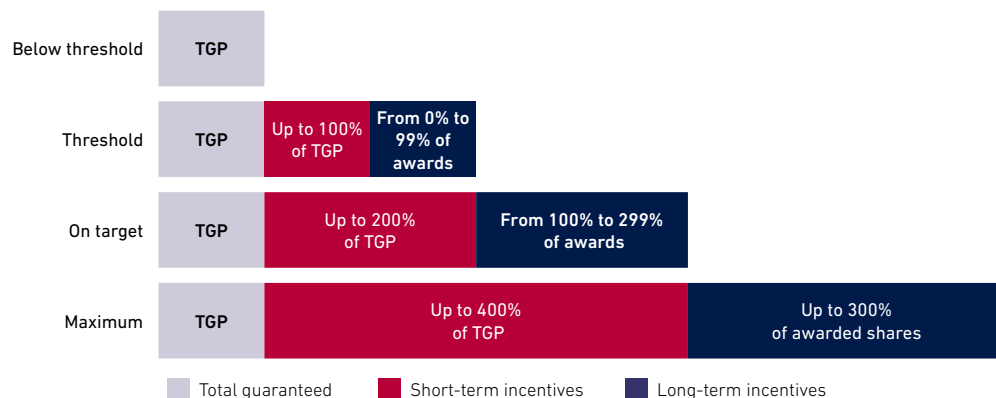 Below threshold
TGP
Threshold
TGP
Up to 100%
of TGP
From 0% to
99% of
awards
On target
TGP
Up to 200%
of TGP
From 100% to 299%
of awards
Maximum
TGP
Up to 400%
of TGP
Up to 300%
of awarded shares
Total guaranteed
Short-term incentives
Long-term incentives